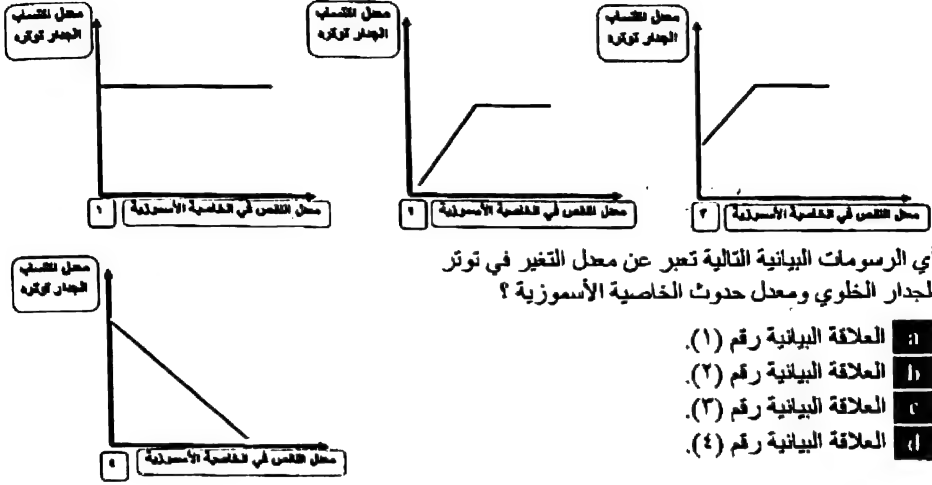 معدل اكتساب
الجدار توتره
معدل النقص في الخاصية الأسموزية
١
معدل اكتساب
الجدار توتره
معدل النقص في الخاصية الأسموزية
٢
معدل اكتساب
الجدار توتره
معدل النقص في الخاصية الأسموزية
٣
أي الرسومات البيانية التالية تعبر عن معدل التغير في توتر
الجدار الخلوي ومعدل حدوث الخاصية الأسموزية ؟
معدل اكتساب
الجدار توتره
معدل النقص في الخاصية الأسموزية
٤
a العلاقة البيانية رقم (١).
b العلاقة البيانية رقم (٢).
c العلاقة البيانية رقم (٣).
d العلاقة البيانية رقم (٤).